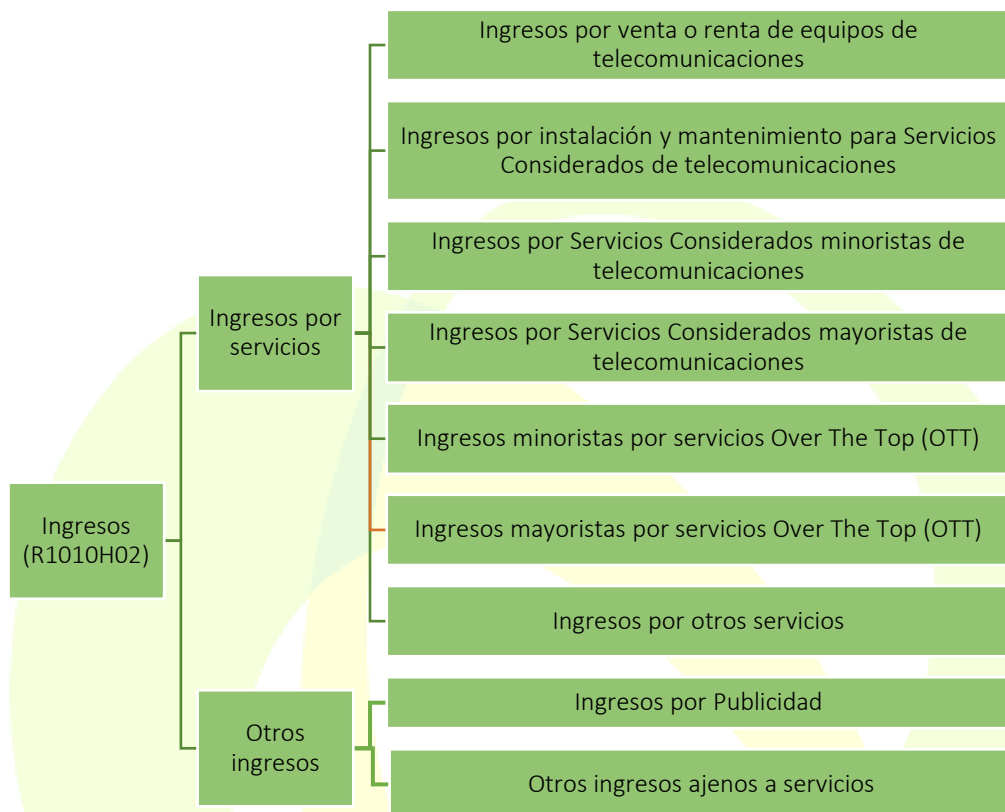 Ingresos por venta o renta de equipos de
telecomunicaciones
Ingresos por instalación y mantenimiento para Servicios
Considerados de telecomunicaciones
Ingresos por Servicios Considerados minoristas de
telecomunicaciones
Ingresos por
servicios
Ingresos por Servicios Considerados mayoristas de
telecomunicaciones
Ingresos minoristas por servicios Over The Top (OTT)
Ingresos
(R1010H02)
Ingresos mayoristas por servicios Over The Top (OTT)
Ingresos por otros servicios
Otros
ingresos
Ingresos por Publicidad
Otros ingresos ajenos a servicios